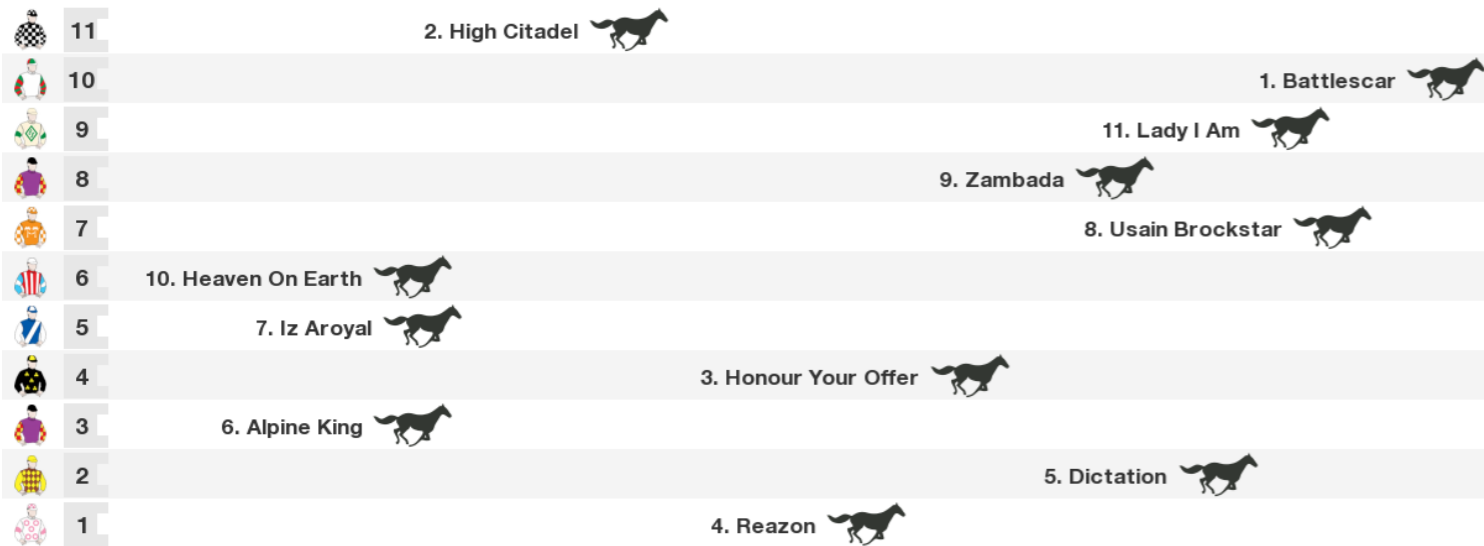 11 2. High Citadel
10 1. Battlescar
9 11. Lady I Am
8 9. Zambada
7 8. Usain Brockstar
6 10. Heaven On Earth
5 7. Iz Aroyal
4 3. Honour Your Offer
3 6. Alpine King
2 5. Dictation
1 4. Reazon